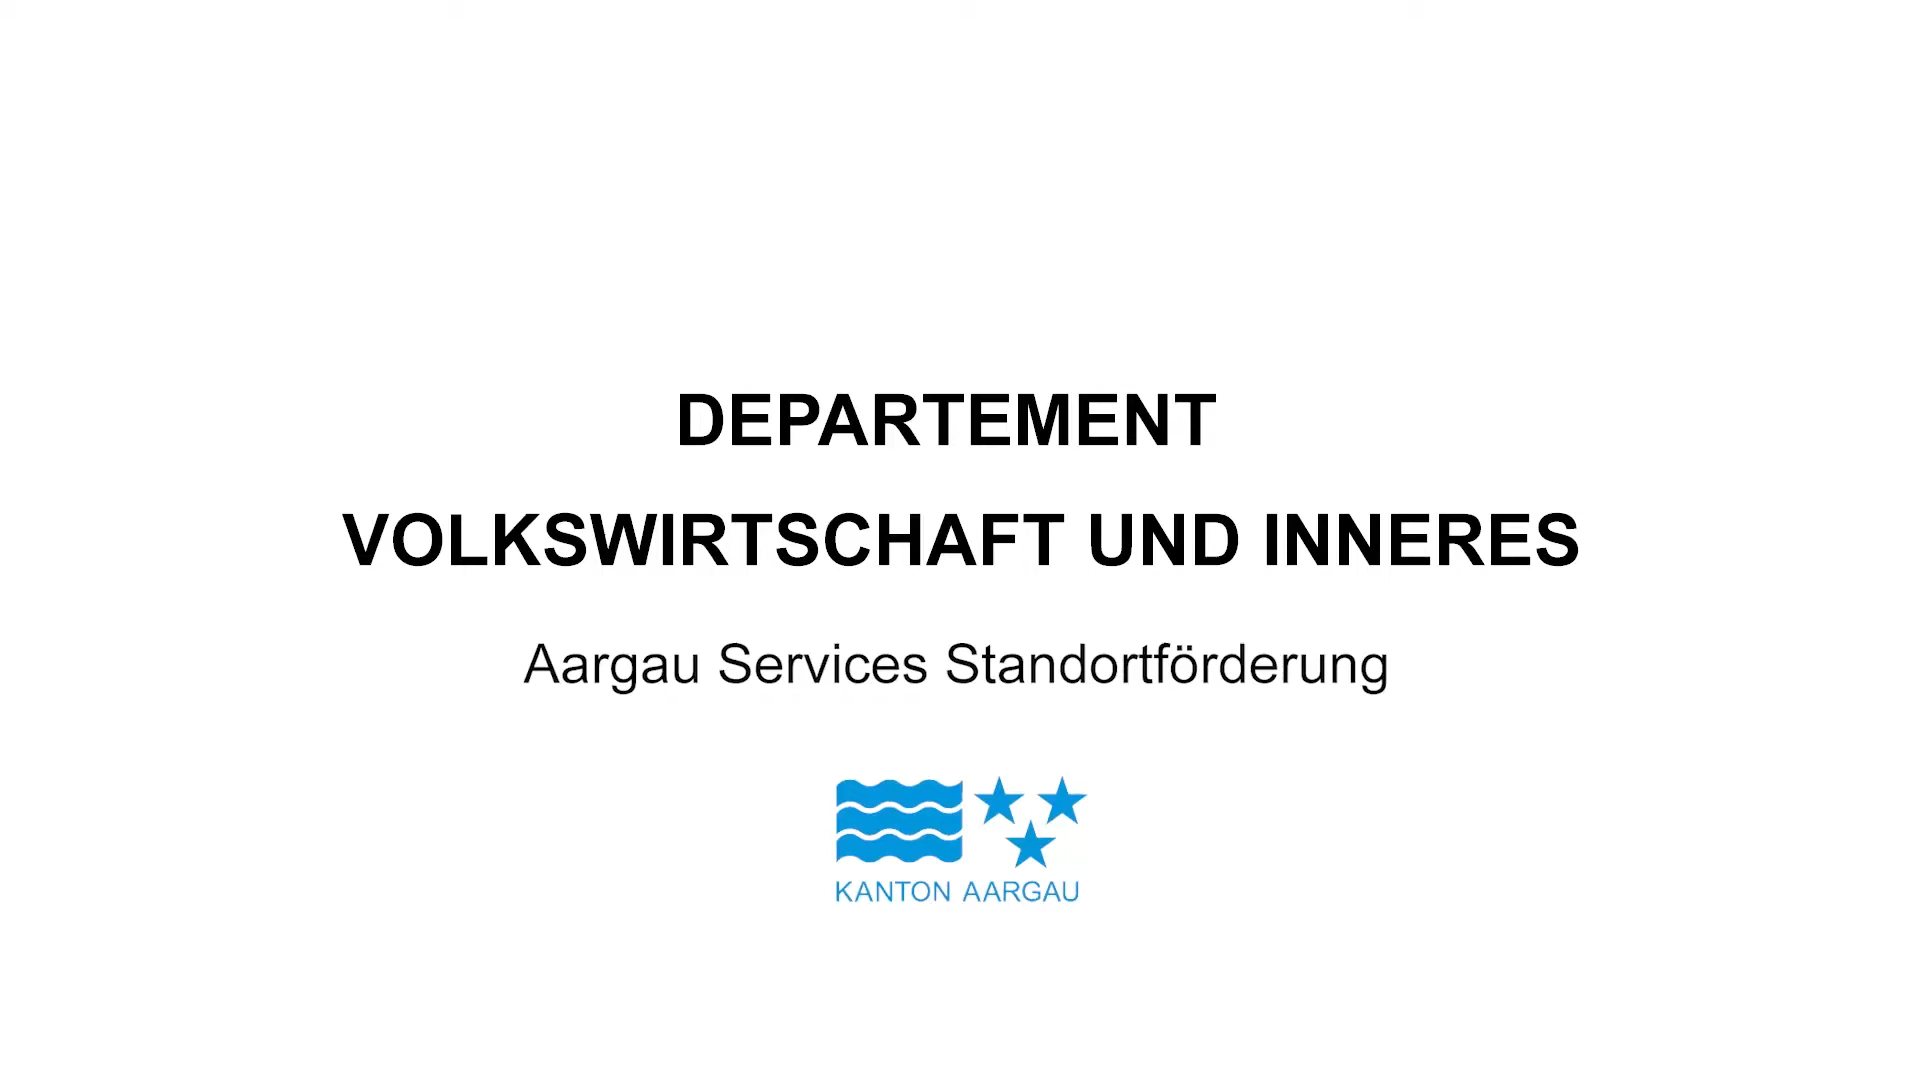 DEPARTEMENT
VOLKSWIRTSCHAFT UND INNERES
Aargau Services Standortförderung
KANTON AARGAU